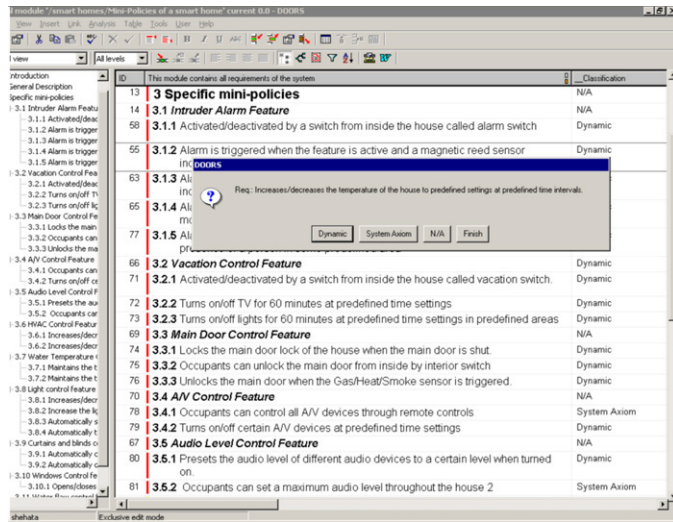 module '/smart homes/Mini-Policies of a smart home' current 0.0 - DOORS
View Insert Link Analysis Table Tools User Help
view All levels
ntroduction
General Description
Specific mini-policies
3.1 Intruder Alarm Featu
3.1.1 Activated/deac
3.1.2 Alarm is trigger
3.1.3 Alarm is trigger
3.1.4 Alarm is trigger
3.1.5 Alarm is trigger
3.2 Vacation Control Fea
3.2.1 Activated/deac
3.2.2 Turns on/off T
3.2.3 Turns on/off lig
3.3 Main Door Control Fe
3.3.1 Locks the main
3.3.2 Occupants can
3.3.3 Unlocks the ma
3.4 A/V Control Feature
3.4.1 Occupants can
3.4.2 Turns on/off ce
3.5 Audio Level Control F
3.5.1 Presets the au
3.5.2 Occupants car
3.6 HVAC Control Featur
3.6.1 Increases/decr
3.6.2 Increases/decr
3.7 Water Temperature
3.7.1 Maintains the t
3.7.2 Maintains the t
3.8 Light control feature
3.8.1 Increases/decr
3.8.2 Increase the lig
3.8.3 Automatically s
3.8.4 Automatically t
3.9 Curtains and blinds c
3.9.1 Automatically c
3.9.2 Automatically c
3.10 Windows Control fe
3.10.1 Opens/closes
ID This module contains all requirements of the system __Classification
13 3 Specific mini-policies N/A
14 3.1 Intruder Alarm Feature N/A
58 3.1.1 Activated/deactivated by a switch from inside the house called alarm switch Dynamic
55 3.1.2 Alarm is triggered when the feature is active and a magnetic reed sensor Dynamic
inc
63 3.1.3 Ala Dynamic
inc
65 3.1.4 Ala Dynamic
mo
77 3.1.5 Ala Dynamic
presence of a person in some predefined area
DOORS
Req.: Increases/decreases the temperature of the house to predefined settings at predefined time intervals.
Dynamic System Axiom N/A Finish
66 3.2 Vacation Control Feature Dynamic
71 3.2.1 Activated/deactivated by a switch from inside the house called vacation switch. Dynamic
72 3.2.2 Turns on/off TV for 60 minutes at predefined time settings Dynamic
73 3.2.3 Turns on/off lights for 60 minutes at predefined time settings in predefined areas Dynamic
69 3.3 Main Door Control Feature N/A
74 3.3.1 Locks the main door lock of the house when the main door is shut. Dynamic
75 3.3.2 Occupants can unlock the main door from inside by interior switch Dynamic
76 3.3.3 Unlocks the main door when the Gas/Heat/Smoke sensor is triggered. Dynamic
70 3.4 A/V Control Feature N/A
78 3.4.1 Occupants can control all A/V devices through remote controls System Axiom
79 3.4.2 Turns on/off certain A/V devices at predefined time settings Dynamic
67 3.5 Audio Level Control Feature N/A
80 3.5.1 Presets the audio level of different audio devices to a certain level when turned Dynamic
on.
81 3.5.2 Occupants can set a maximum audio level throughout the house 2 System Axiom
shehata Exclusive edit mode